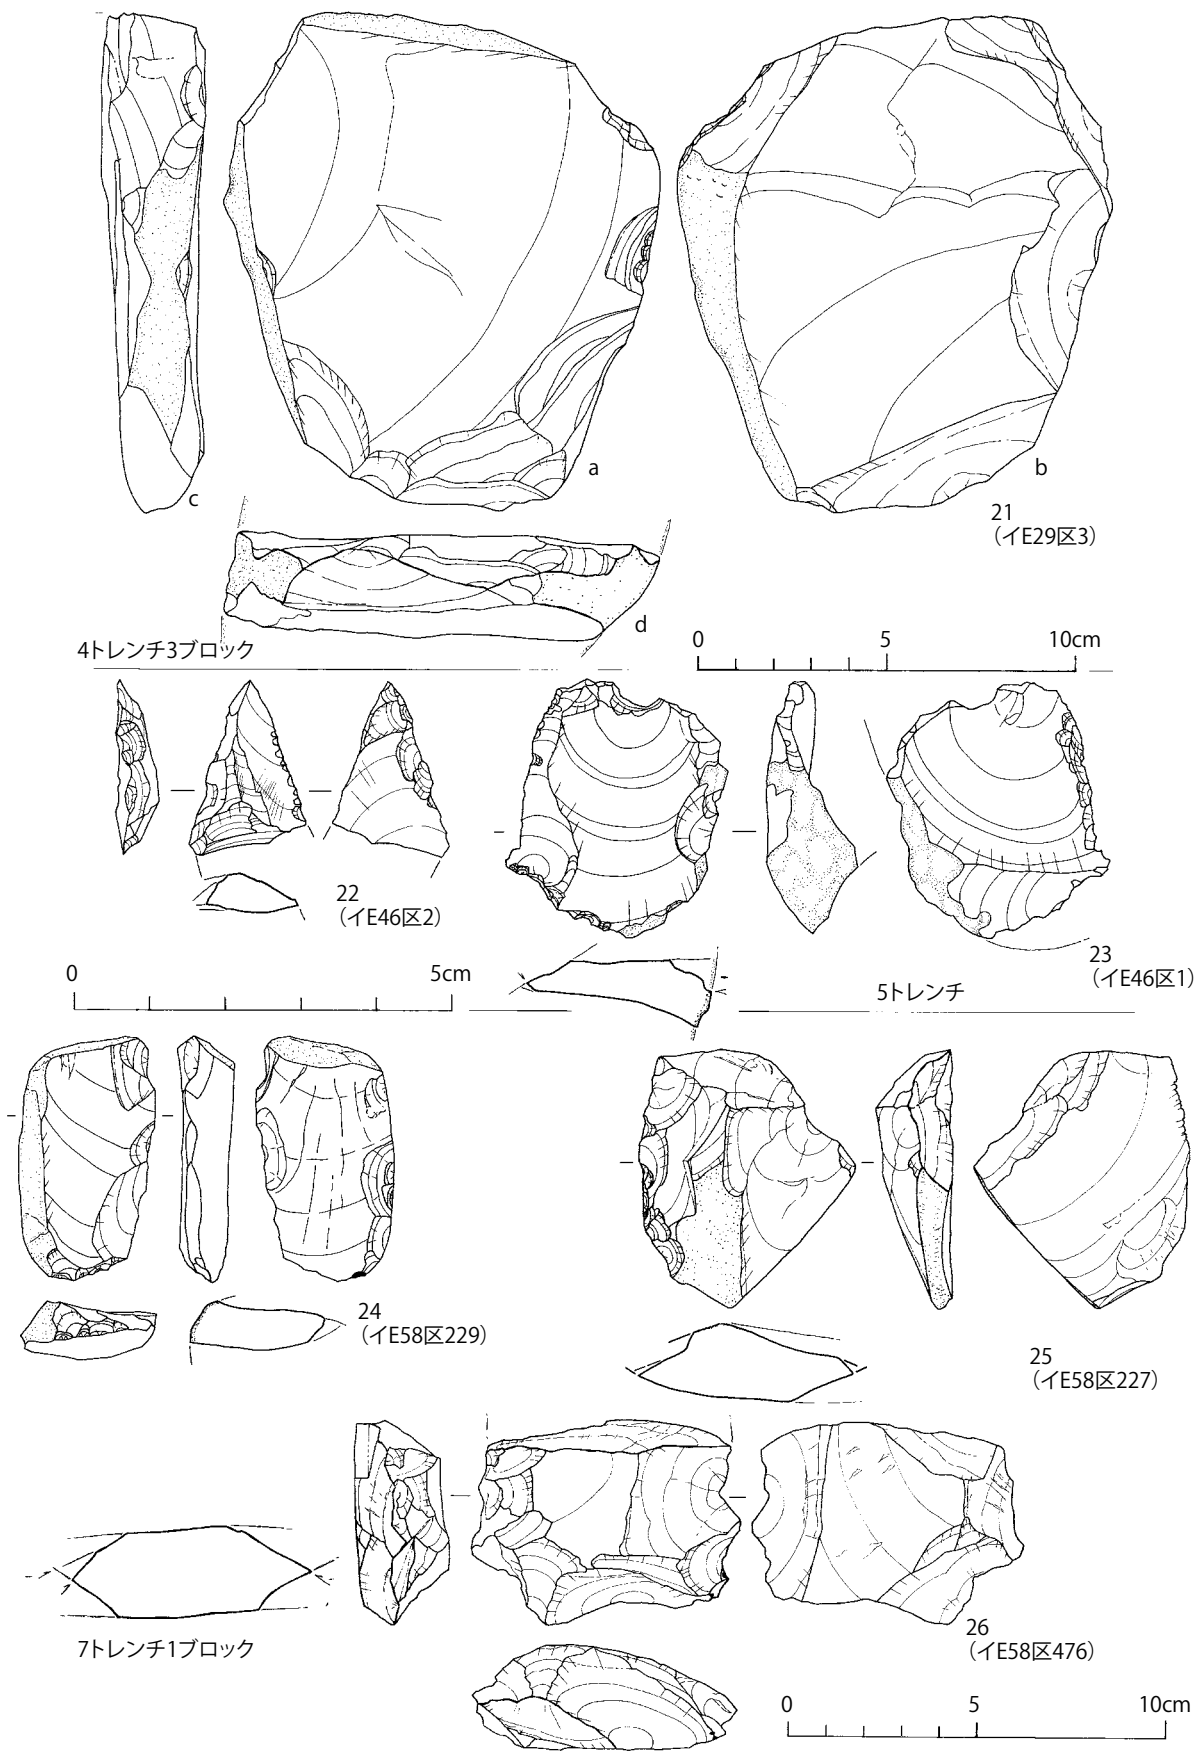 c
a
b
21
（イE29区3）
d
4トレンチ3ブロック
0 5 10cm
22
（イE46区2）
23
（イE46区1）
0 5cm
5トレンチ
24
（イE58区229）
25
（イE58区227）
26
（イE58区476）
7トレンチ1ブロック
0 5 10cm